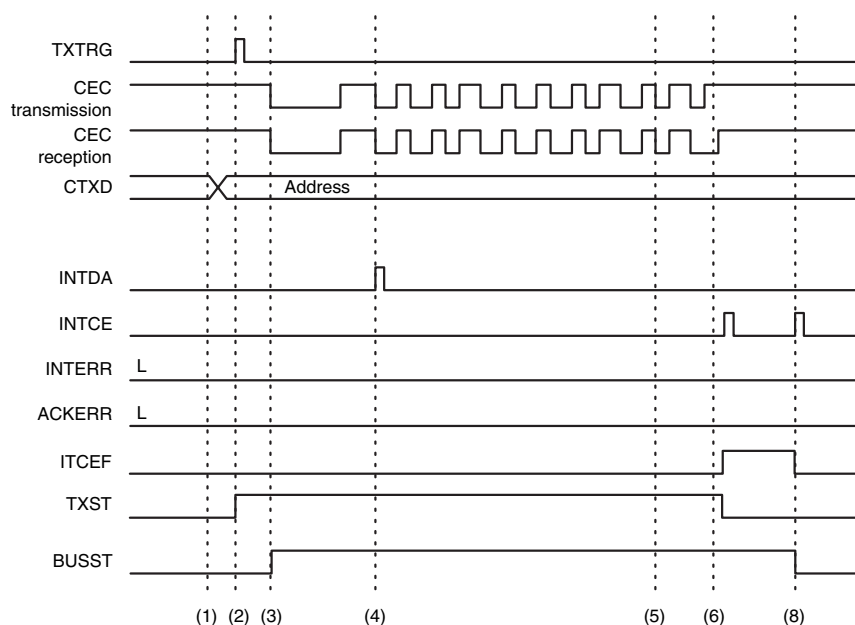 TXTRG
CEC
transmission
CEC
reception
CTXD
Address
INTDA
INTCE
INTERR L
ACKERR L
ITCEF
TXST
BUSST
(1) (2) (3) (4) (5) (6) (8)